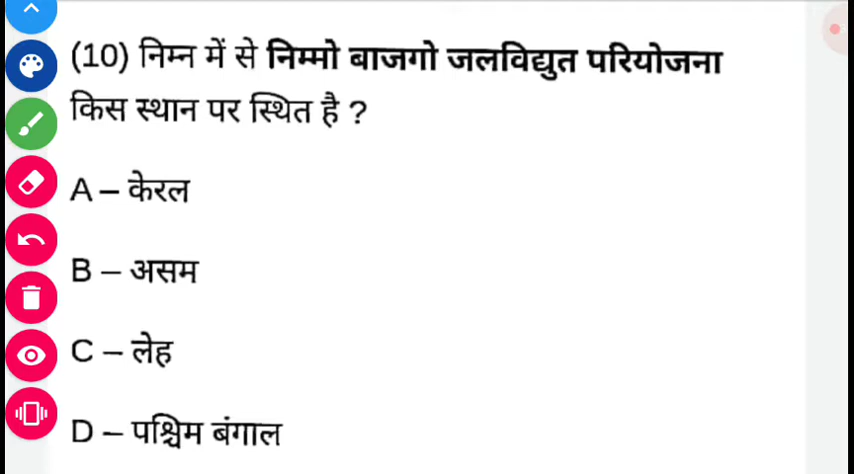 (10) निम्न में से निम्मो बाजगो जलविद्युत परियोजना
किस स्थान पर स्थित है ?
A – केरल
B – असम
C – लेह
D – पश्चिम बंगाल